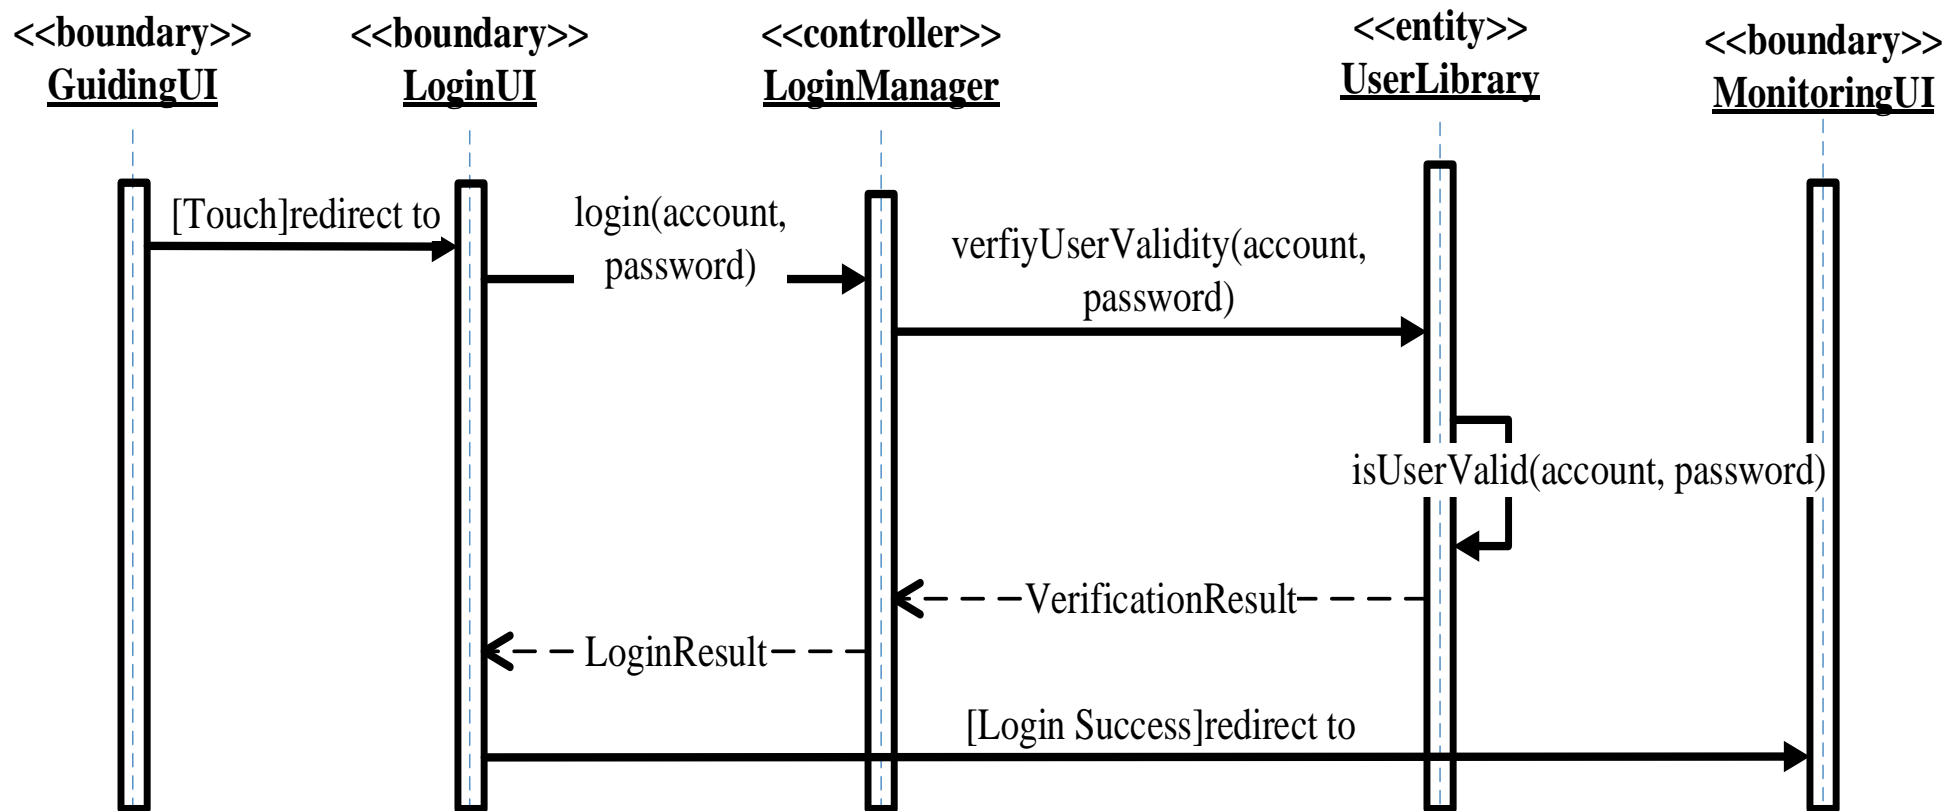 <<boundary>>
GuidingUI
<<boundary>>
LoginUI
<<controller>>
LoginManager
<<entity>>
UserLibrary
<<boundary>>
MonitoringUI
[Touch]redirect to
login(account,
password)
verfiyUserValidity(account,
password)
isUserValid(account, password)
VerificationResult
LoginResult
[Login Success]redirect to